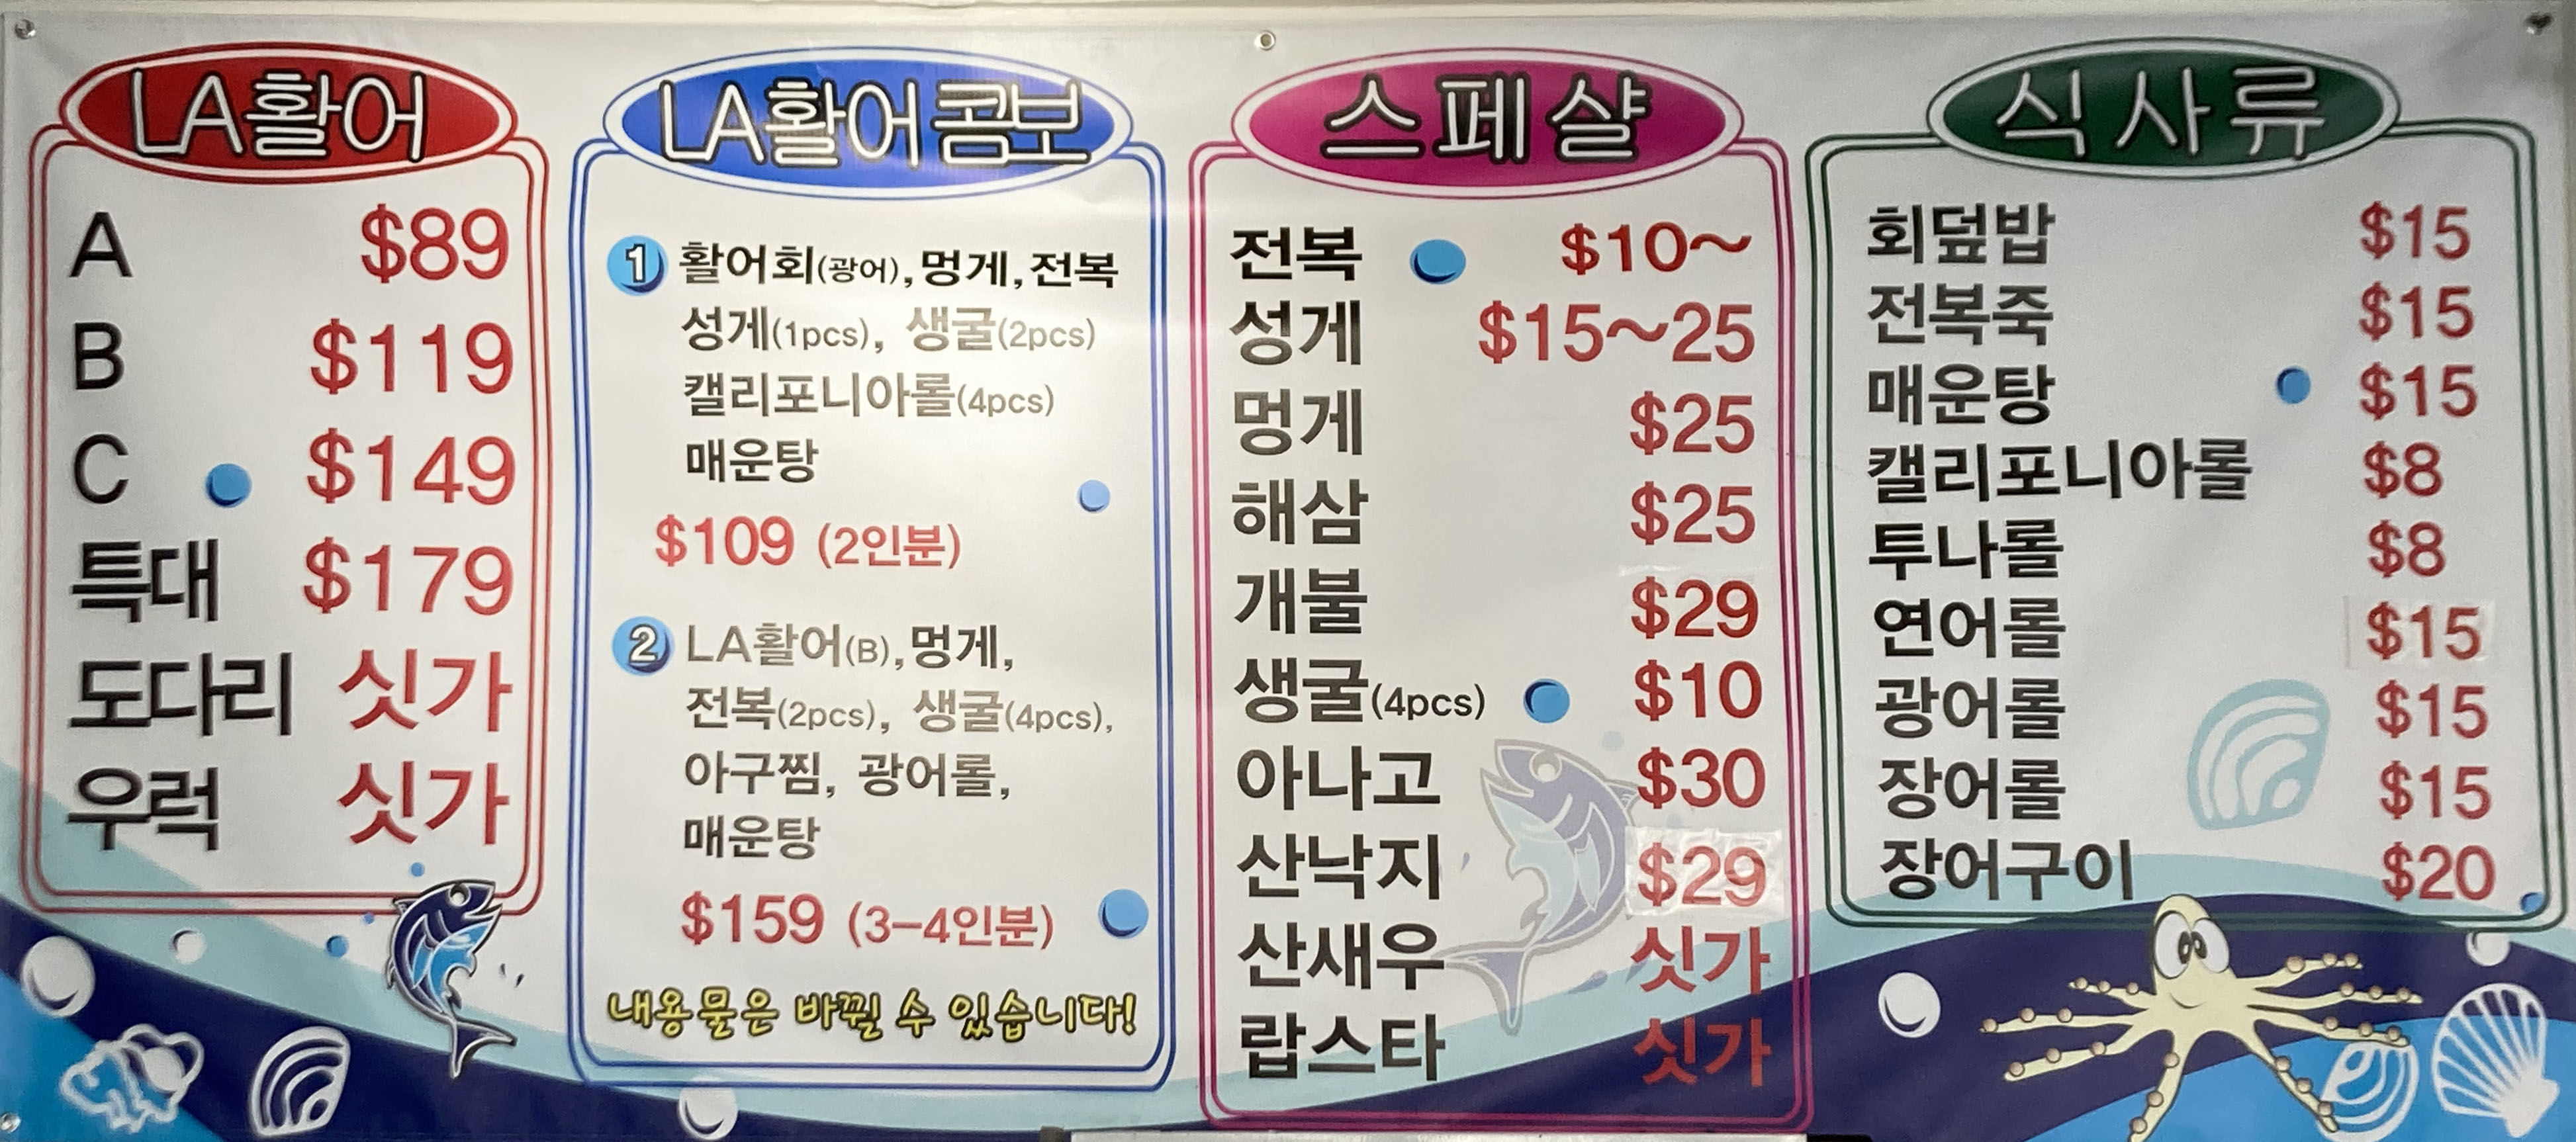 LA활어
A $89
B $119
C $149
특대 $179
도다리 싯가
우럭 싯가
LA활어콤보
1 활어회(광어), 멍게, 전복
성게(1pcs), 생굴(2pcs)
캘리포니아롤(4pcs)
매운탕
$109 (2인분)
2 LA활어(B), 멍게,
전복(2pcs), 생굴(4pcs),
아구찜, 광어롤,
매운탕
$159 (3-4인분)
내용물은 바뀔 수 있습니다!
스페샬
전복 $10~
성게 $15~25
멍게 $25
해삼 $25
개불 $29
생굴(4pcs) $10
아나고 $30
산낙지 $29
산새우 싯가
랍스타 싯가
식사류
회덮밥 $15
전복죽 $15
매운탕 $15
캘리포니아롤 $8
투나롤 $8
연어롤 $15
광어롤 $15
장어롤 $15
장어구이 $20